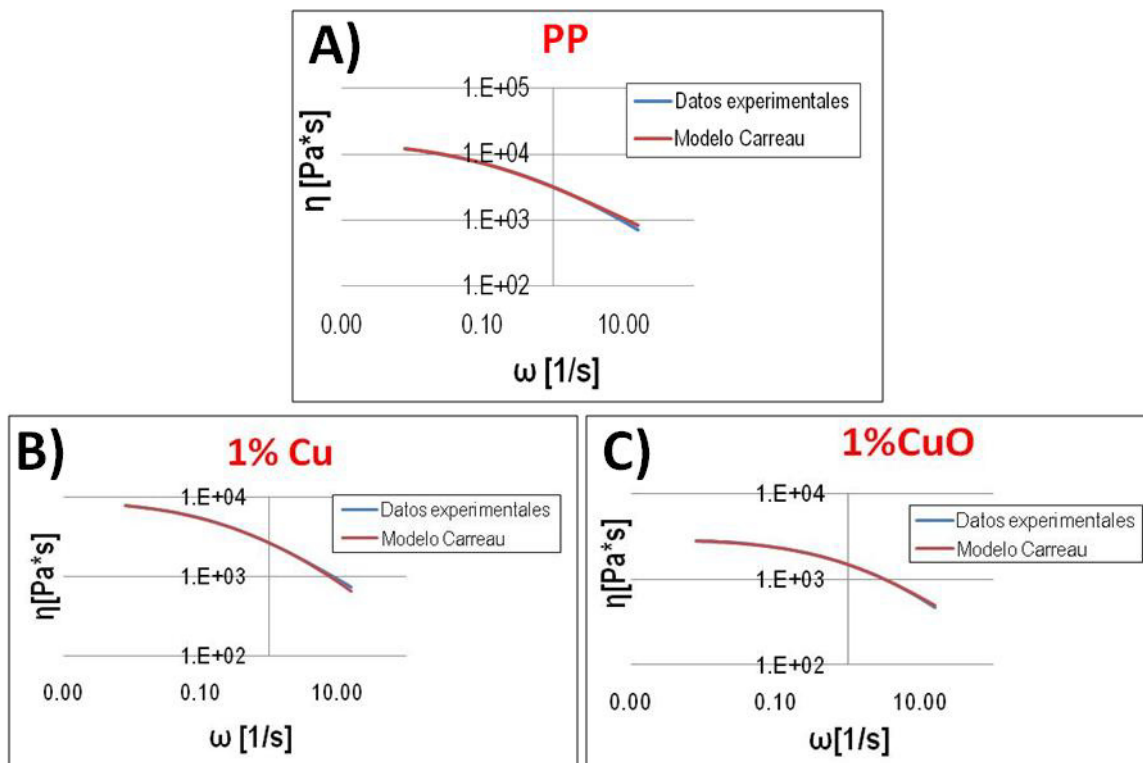 A)
PP
1.E+05
1.E+04
1.E+03
1.E+02
η [Pa*s]
Datos experimentales
Modelo Carreau
0.00 0.10 10.00
ω [1/s]
B)
1% Cu
1.E+04
1.E+03
1.E+02
η[Pa*s]
Datos experimentales
Modelo Carreau
0.00 0.10 10.00
ω [1/s]
C)
1%CuO
1.E+04
1.E+03
1.E+02
η[Pa*s]
Datos experimentales
Modelo Carreau
0.00 0.10 10.00
ω[1/s]